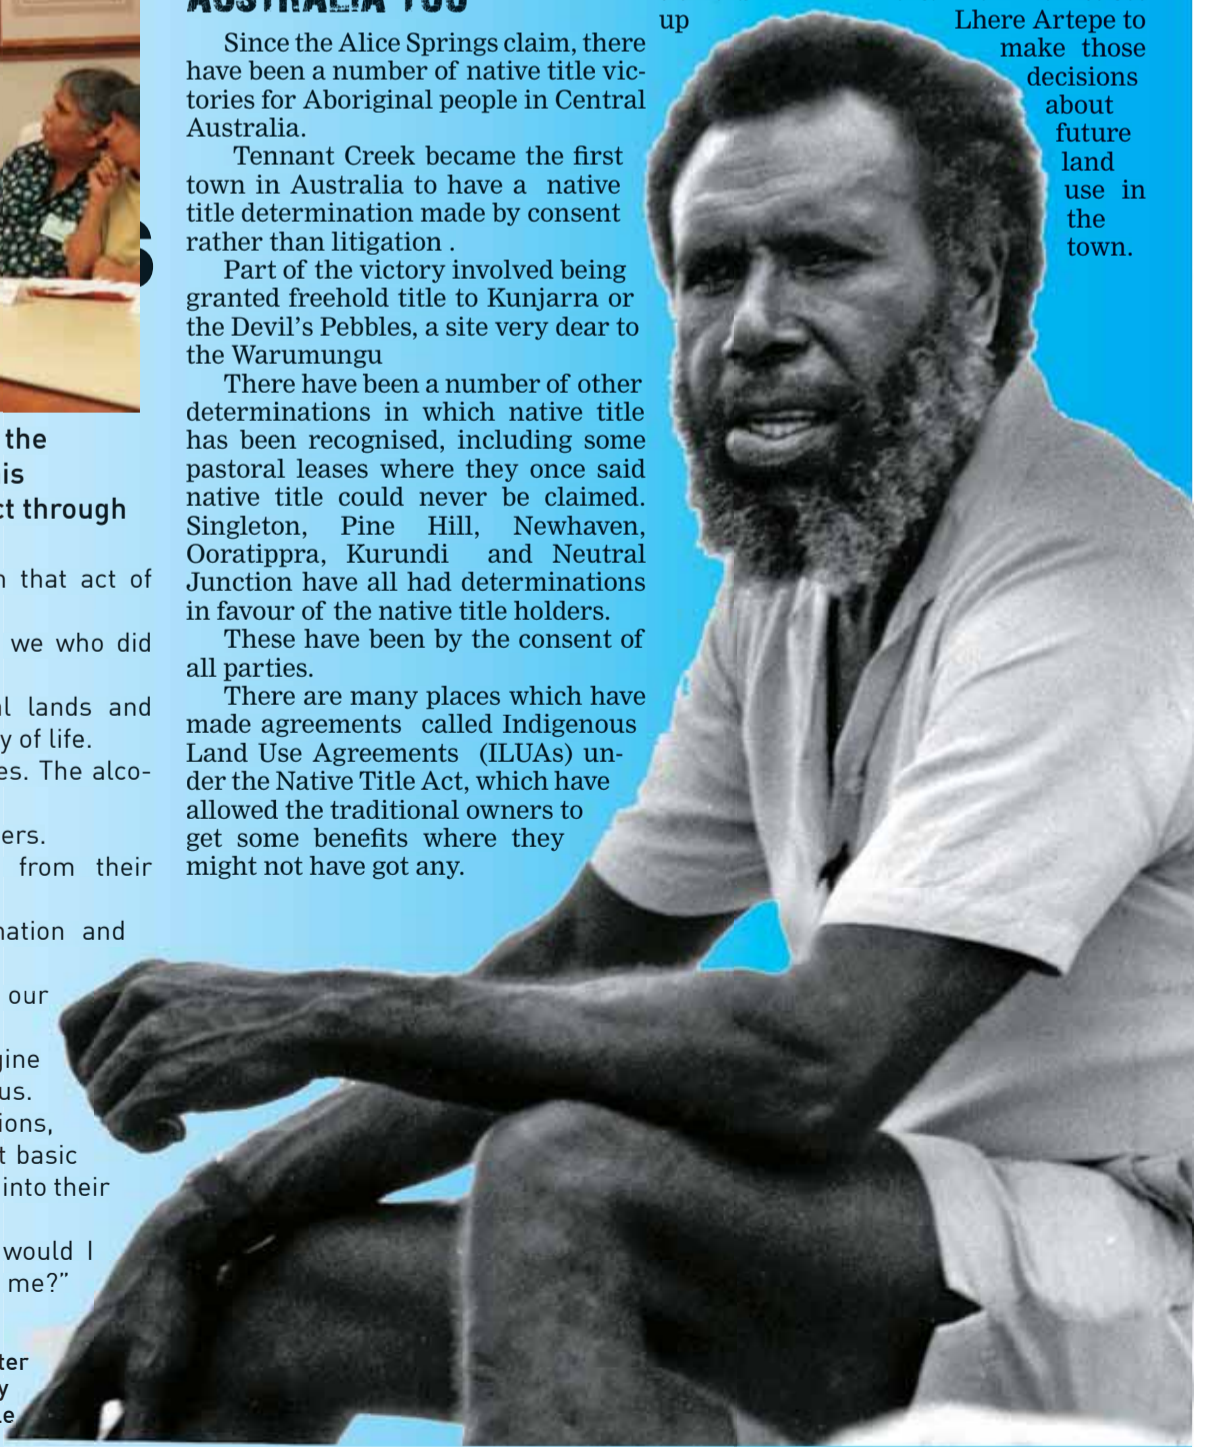 the
is
ct through
n that act of
we who did
al lands and
y of life.
es. The alco-
ers.
from their
nation and
our
gine
us.
ions,
t basic
into their
would I
me?”
ter
y
le
S
AUSTRALIA TOO
Since the Alice Springs claim, there
have been a number of native title vic-
tories for Aboriginal people in Central
Australia.
Tennant Creek became the first
town in Australia to have a native
title determination made by consent
rather than litigation .
Part of the victory involved being
granted freehold title to Kunjarra or
the Devil’s Pebbles, a site very dear to
the Warumungu
There have been a number of other
determinations in which native title
has been recognised, including some
pastoral leases where they once said
native title could never be claimed.
Singleton, Pine Hill, Newhaven,
Ooratippra, Kurundi and Neutral
Junction have all had determinations
in favour of the native title holders.
These have been by the consent of
all parties.
There are many places which have
made agreements called Indigenous
Land Use Agreements (ILUAs) un-
der the Native Title Act, which have
allowed the traditional owners to
get some benefits where they
might not have got any.
up
Lhere Artepe to
make those
decisions
about
future
land
use in
the
town.